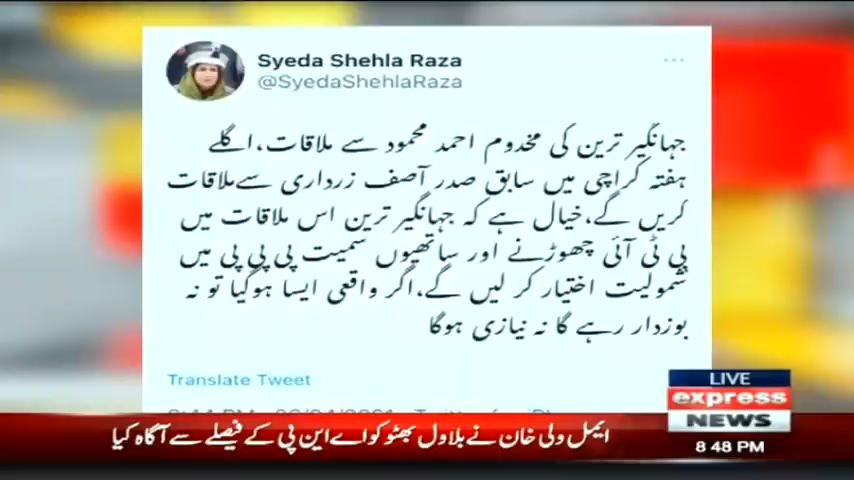 Syeda Shehla Raza
@SyedaShehlaRaza
جہانگیر ترین کی مخدوم احمد محمود سے ملاقات،اگلے
ہفتہ کراچی میں سابق صدر آصف زرداری سےملاقات
کریں گے،خیال ہے کہ جہانگیر ترین اس ملاقات میں
پی ٹی آئی چھوڑنے اور ساتھیوں سمیت پی پی پی میں
شمولیت اختیار کر لیں گے،اگر واقعی ایسا ہوگیا تو نہ
بوزدار رہے گا نہ نیازی ہوگا
Translate Tweet
LIVE
express
NEWS
8:48 PM
ایمل ولی خان نے بلاول بھٹو کو اے این پی کے فیصلے سے آگاہ کیا